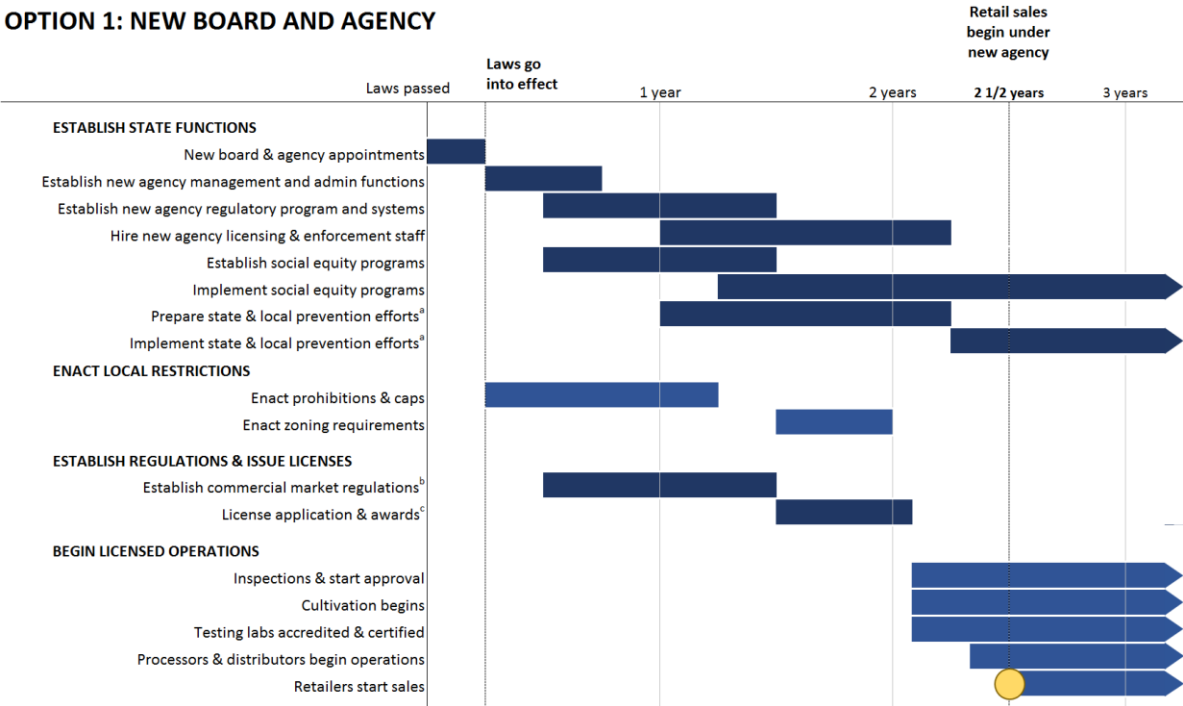 OPTION 1: NEW BOARD AND AGENCY
Retail sales
begin under
new agency
Laws go
into effect
Laws passed
1 year
2 years
2 1/2 years
3 years
ESTABLISH STATE FUNCTIONS
New board & agency appointments
Establish new agency management and admin functions
Establish new agency regulatory program and systems
Hire new agency licensing & enforcement staff
Establish social equity programs
Implement social equity programs
Prepare state & local prevention effortsᵃ
Implement state & local prevention effortsᵃ
ENACT LOCAL RESTRICTIONS
Enact prohibitions & caps
Enact zoning requirements
ESTABLISH REGULATIONS & ISSUE LICENSES
Establish commercial market regulationsᵇ
License application & awardsᶜ
BEGIN LICENSED OPERATIONS
Inspections & start approval
Cultivation begins
Testing labs accredited & certified
Processors & distributors begin operations
Retailers start sales